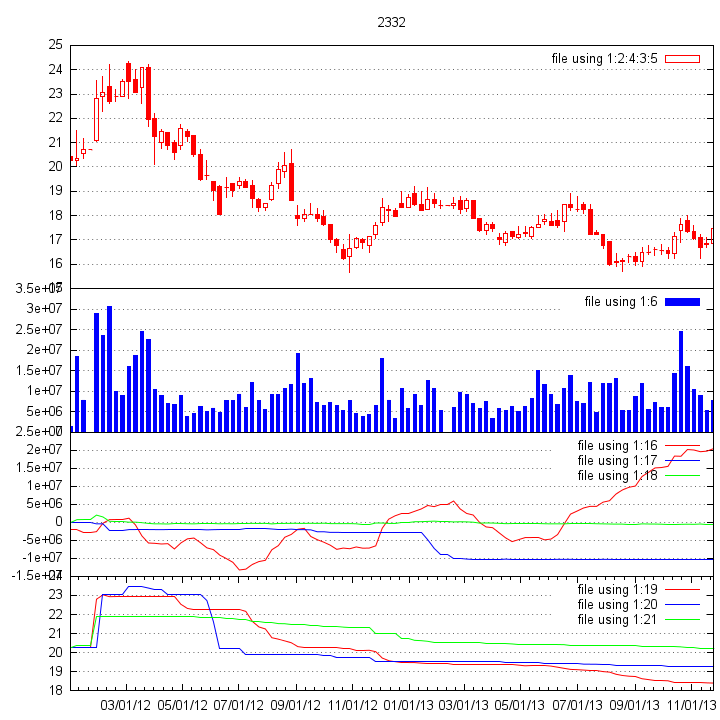 2332
25
file using 1:2:4:3:5
24
23
22
21
20
19
18
17
16
3.5e+07
file using 1:6
3e+07
2.5e+07
2e+07
1.5e+07
1e+07
5e+06
2.5e+07
file using 1:16
2e+07
file using 1:17
1.5e+07
file using 1:18
1e+07
5e+06
0
-5e+06
-1e+07
-1.5e+07
file using 1:19
23
file using 1:20
22
file using 1:21
21
20
19
18
03/01/12 05/01/12 07/01/12 09/01/12 11/01/12 01/01/13 03/01/13 05/01/13 07/01/13 09/01/13 11/01/13